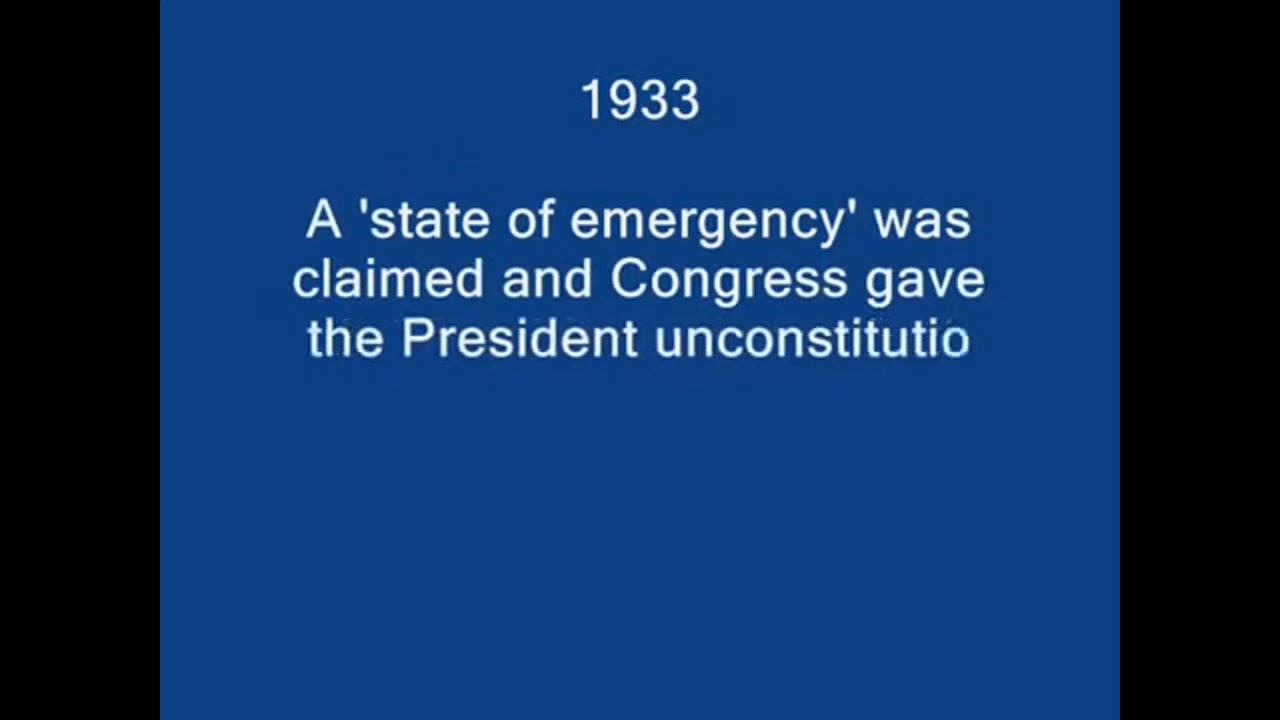 1933
A 'state of emergency' was
claimed and Congress gave
the President unconstitutio